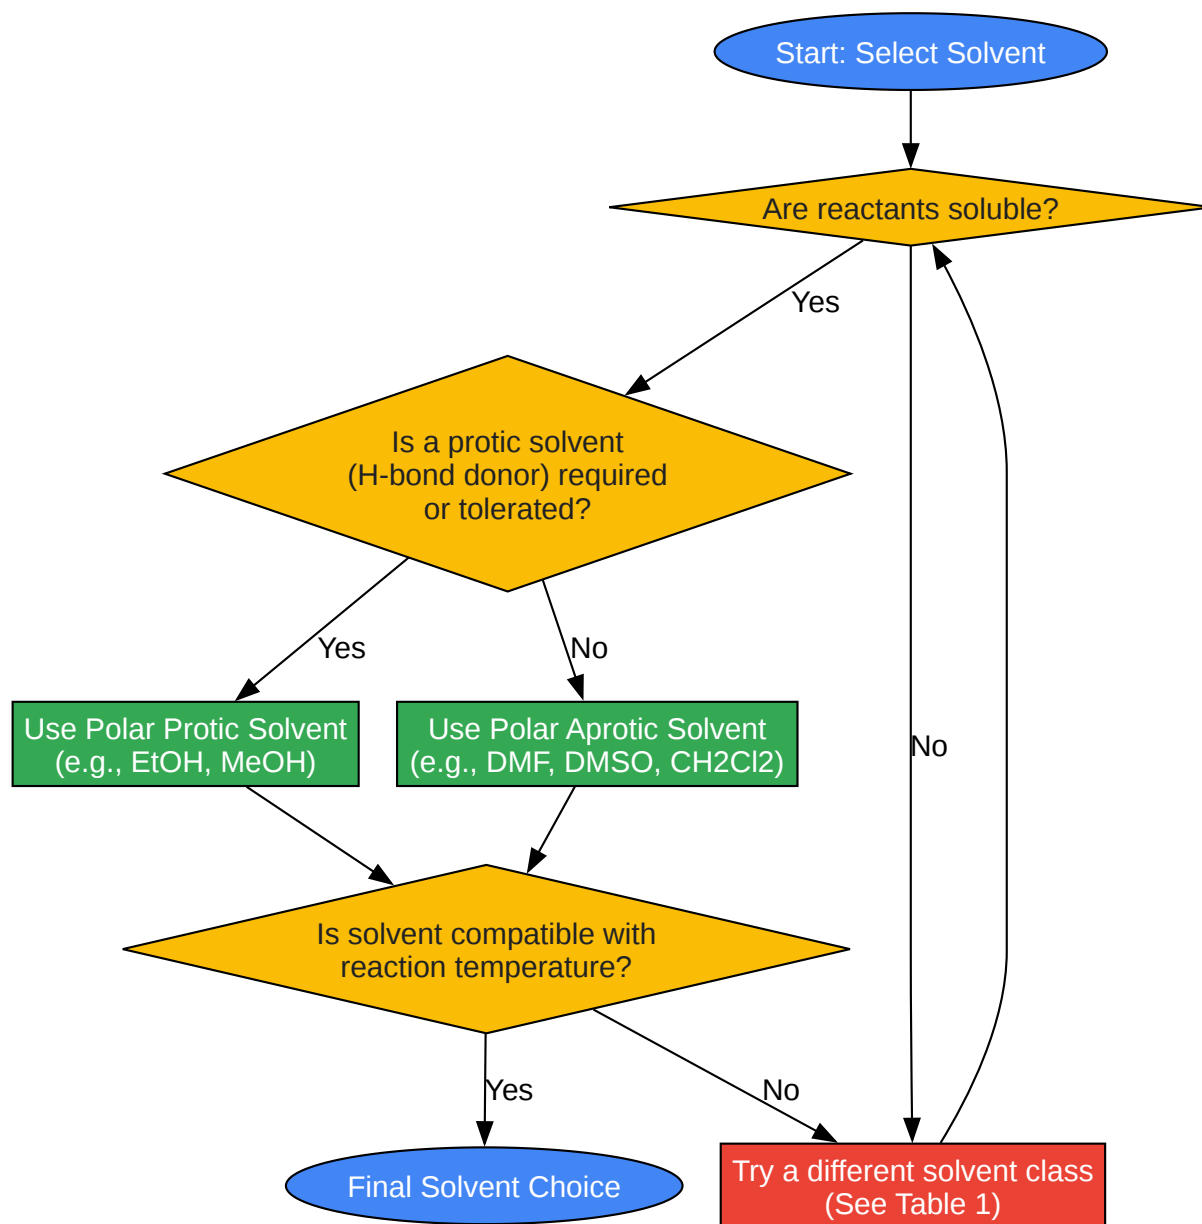 Start: Select Solvent
Are reactants soluble?
Yes
Is a protic solvent
(H-bond donor) required
or tolerated?
Yes
No
Use Polar Protic Solvent
(e.g., EtOH, MeOH)
Use Polar Aprotic Solvent
(e.g., DMF, DMSO, CH2Cl2)
No
Is solvent compatible with
reaction temperature?
Yes
No
Final Solvent Choice
Try a different solvent class
(See Table 1)